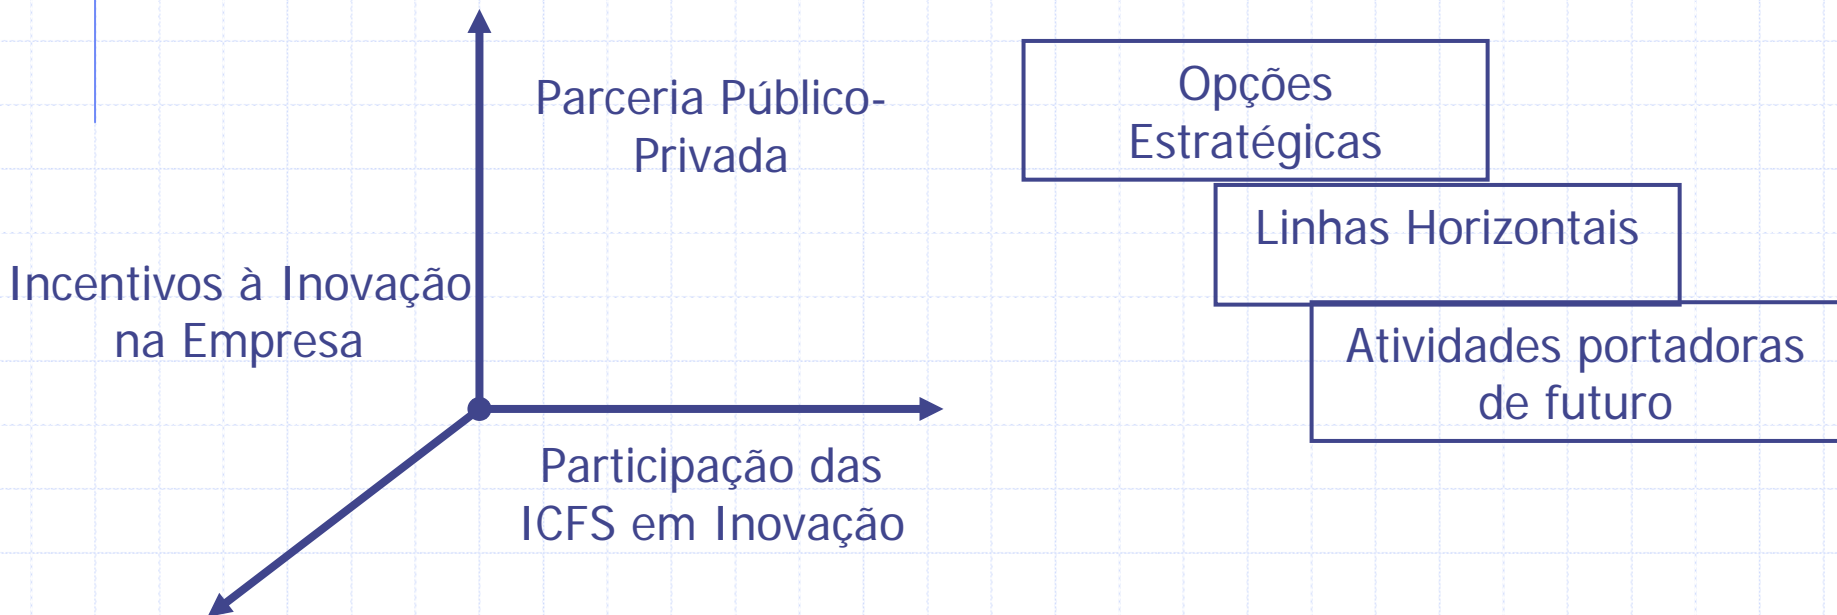 Parceria Público-
Privada
Incentivos à Inovação
na Empresa
Participação das
ICFS em Inovação
Opções
Estratégicas
Linhas Horizontais
Atividades portadoras
de futuro